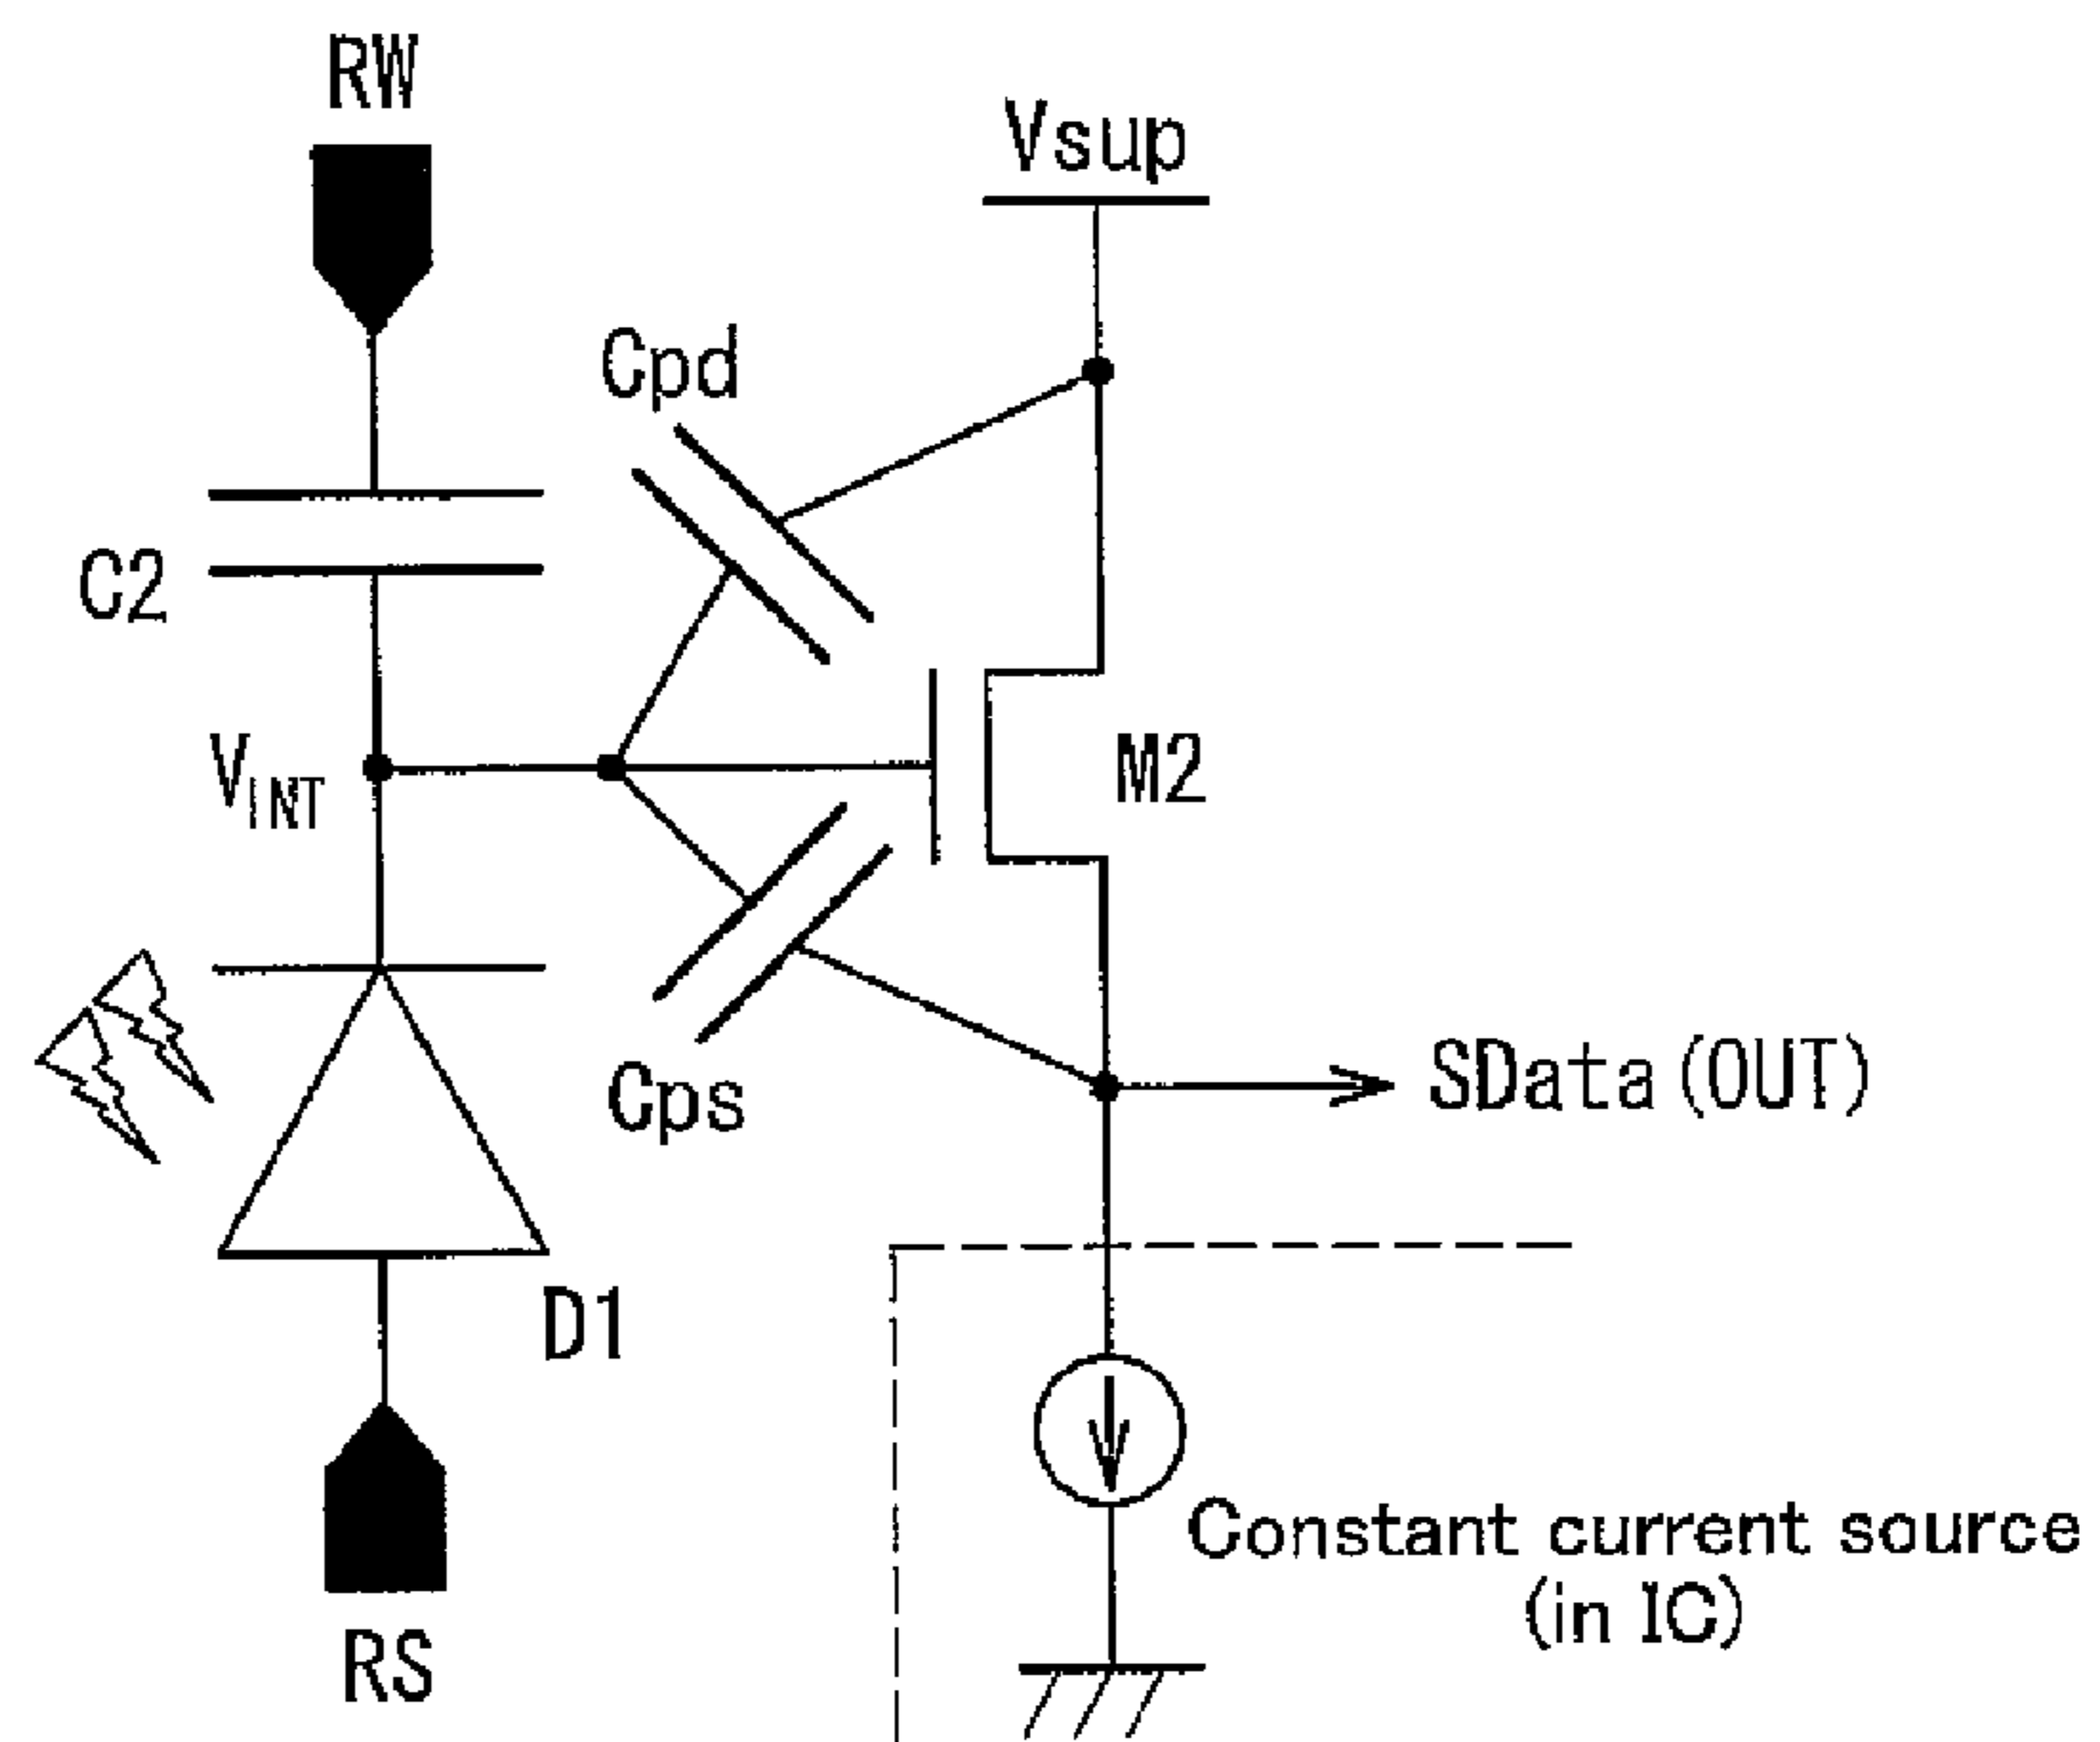 RW
Vsup
Cpd
C2
VINT
M2
Cps
SData(OUT)
D1
Constant current source
(in IC)
RS